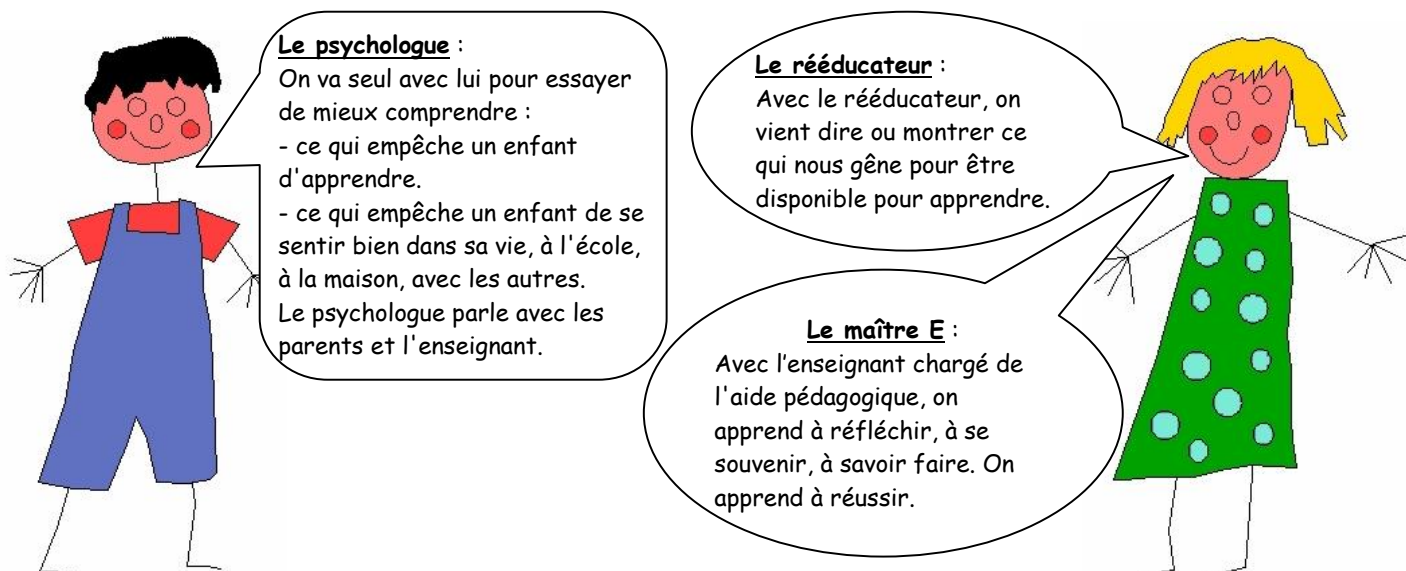 Le psychologue :
On va seul avec lui pour essayer
de mieux comprendre :
- ce qui empêche un enfant
d'apprendre.
- ce qui empêche un enfant de se
sentir bien dans sa vie, à l'école,
à la maison, avec les autres.
Le psychologue parle avec les
parents et l'enseignant.
Le rééducateur :
Avec le rééducateur, on
vient dire ou montrer ce
qui nous gêne pour être
disponible pour apprendre.
Le maître E :
Avec l’enseignant chargé de
l'aide pédagogique, on
apprend à réfléchir, à se
souvenir, à savoir faire. On
apprend à réussir.